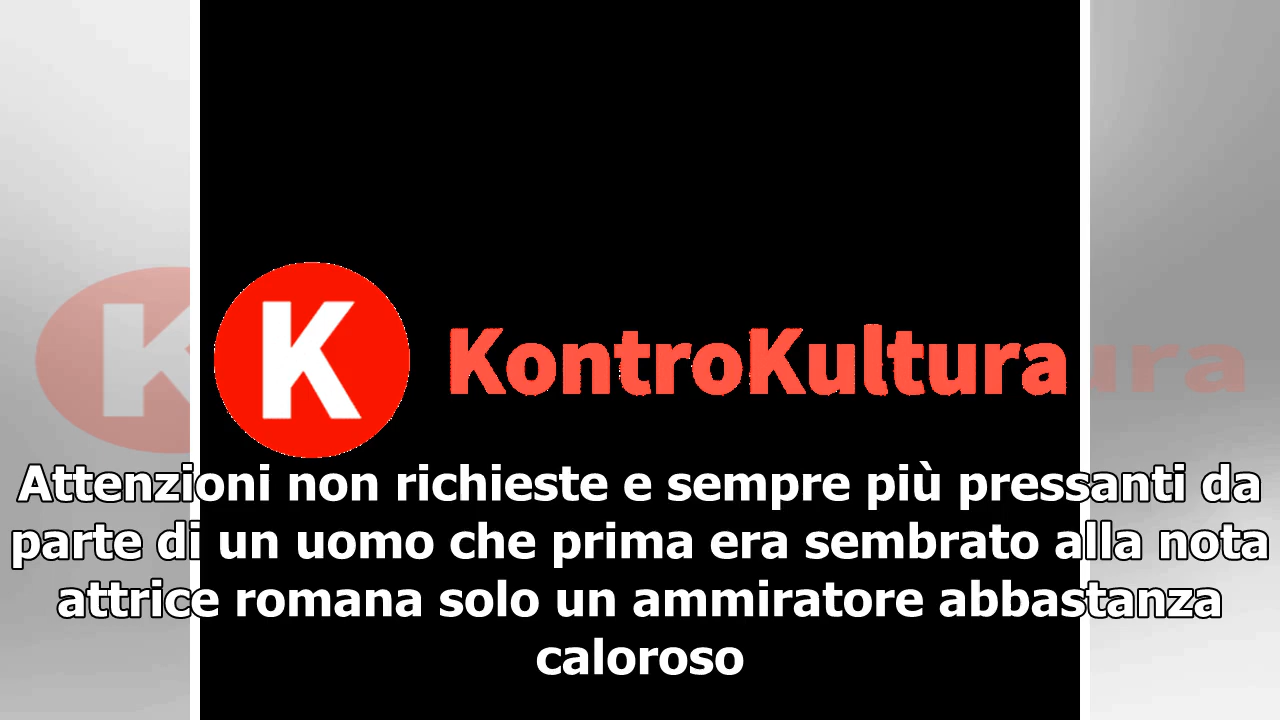 K KontroKultura
K ura
Attenzioni non richieste e sempre più pressanti da
parte di un uomo che prima era sembrato alla nota
attrice romana solo un ammiratore abbastanza
caloroso